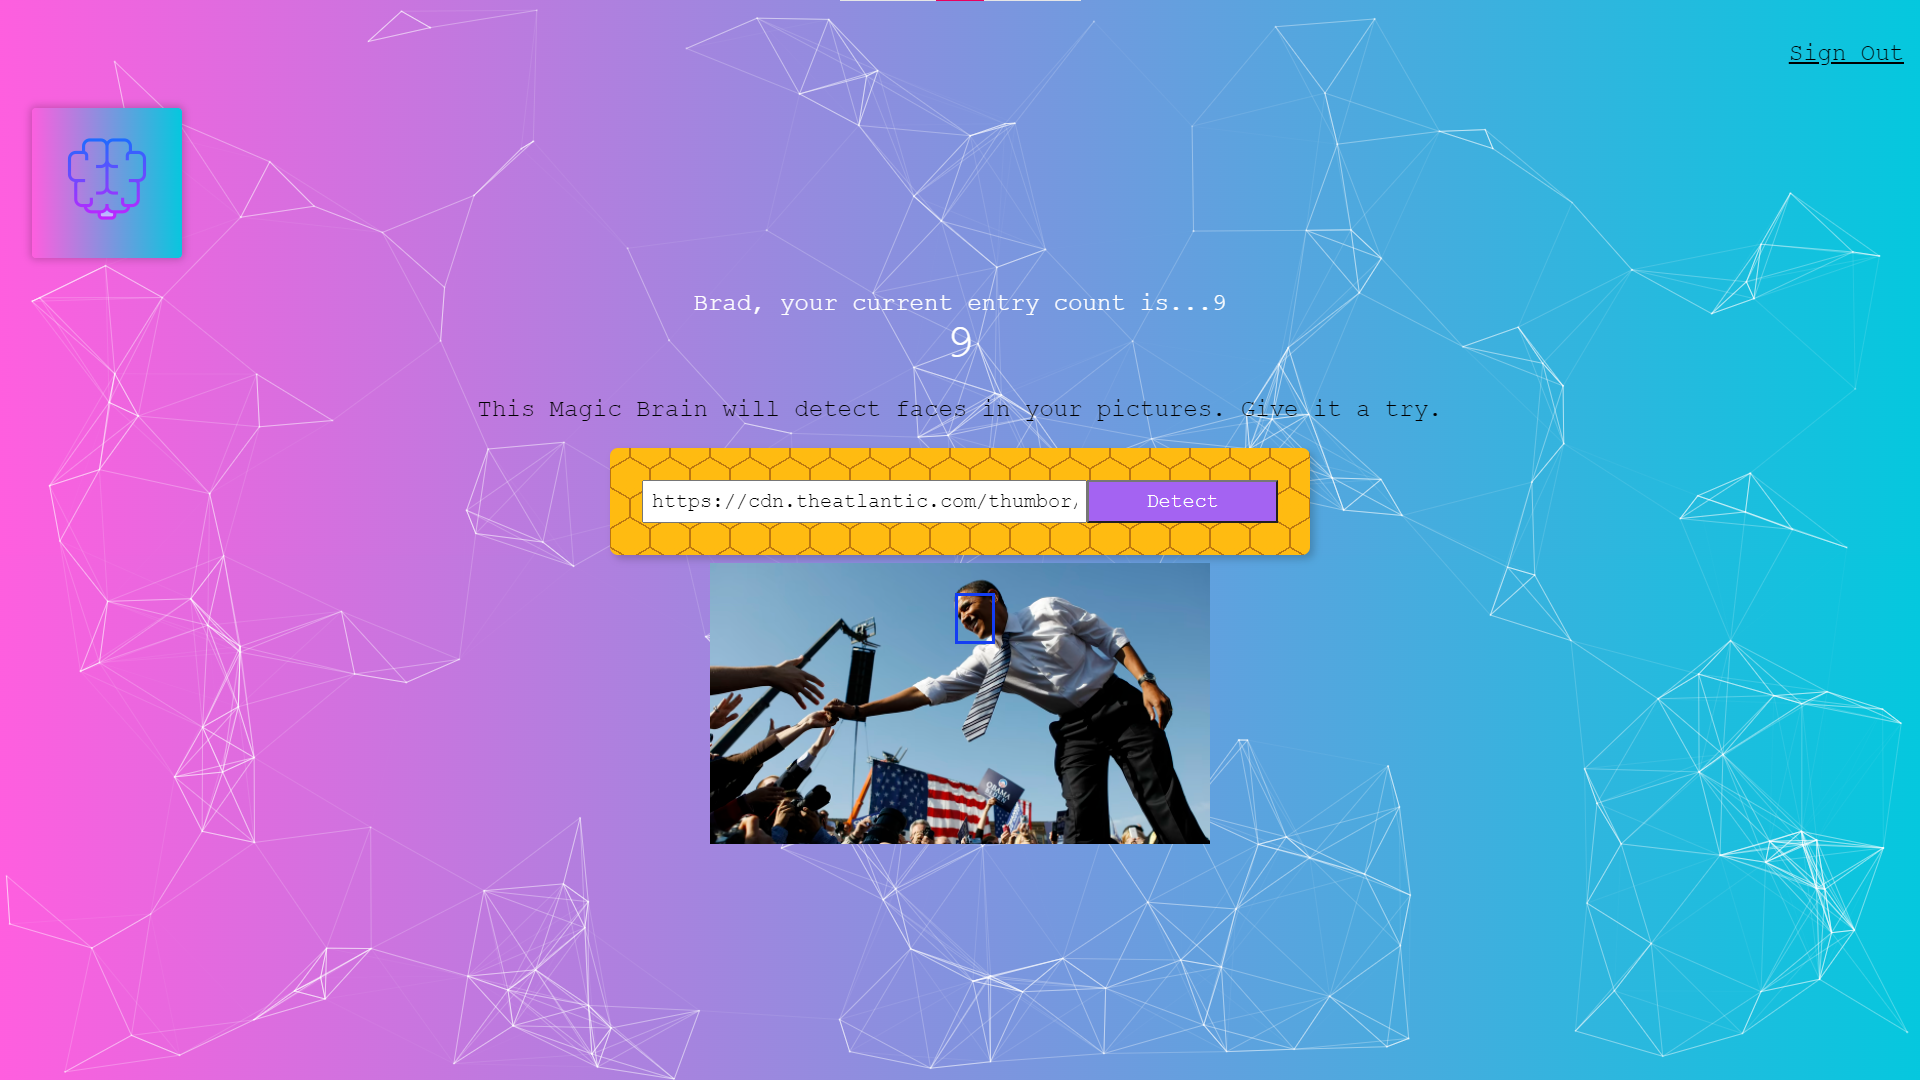 Sign Out
Brad, your current entry count is...9
9
This Magic Brain will detect faces in your pictures. Give it a try.
https://cdn.theatlantic.com/thumbor,
Detect
OBAMA
BIDEN